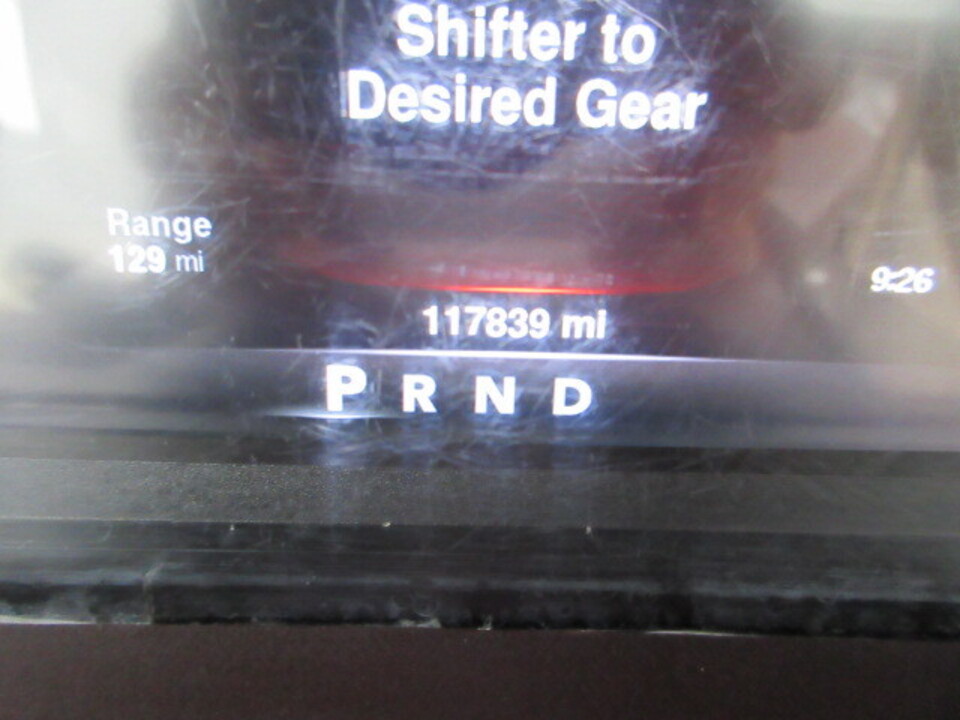 Shifter to
Desired Gear
Range
129 mi
9:26
117839 mi
P R N D